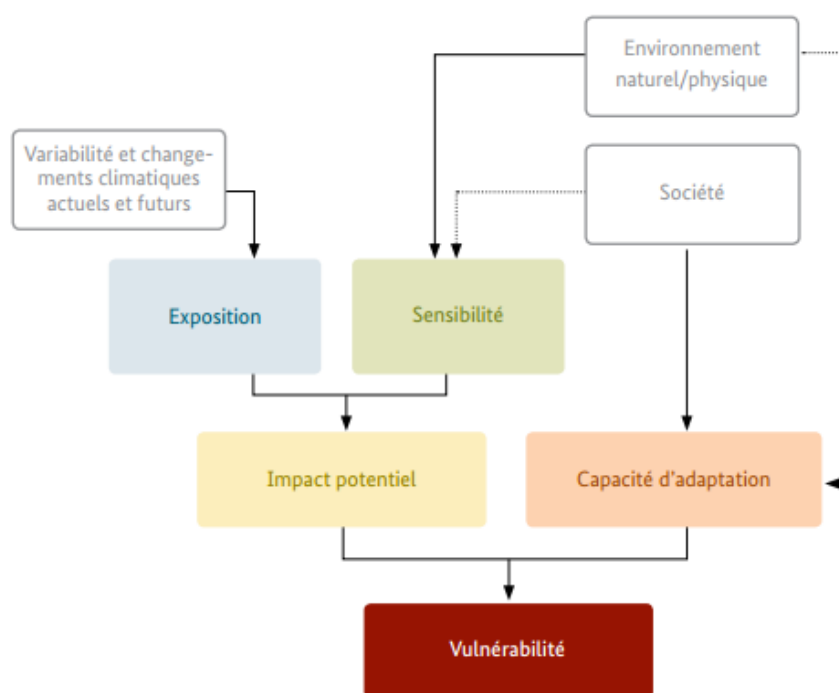 Environnement
naturel/physique
Variabilité et change-
ments climatiques
actuels et futurs
Société
Exposition
Sensibilité
Impact potentiel
Capacité d'adaptation
Vulnérabilité